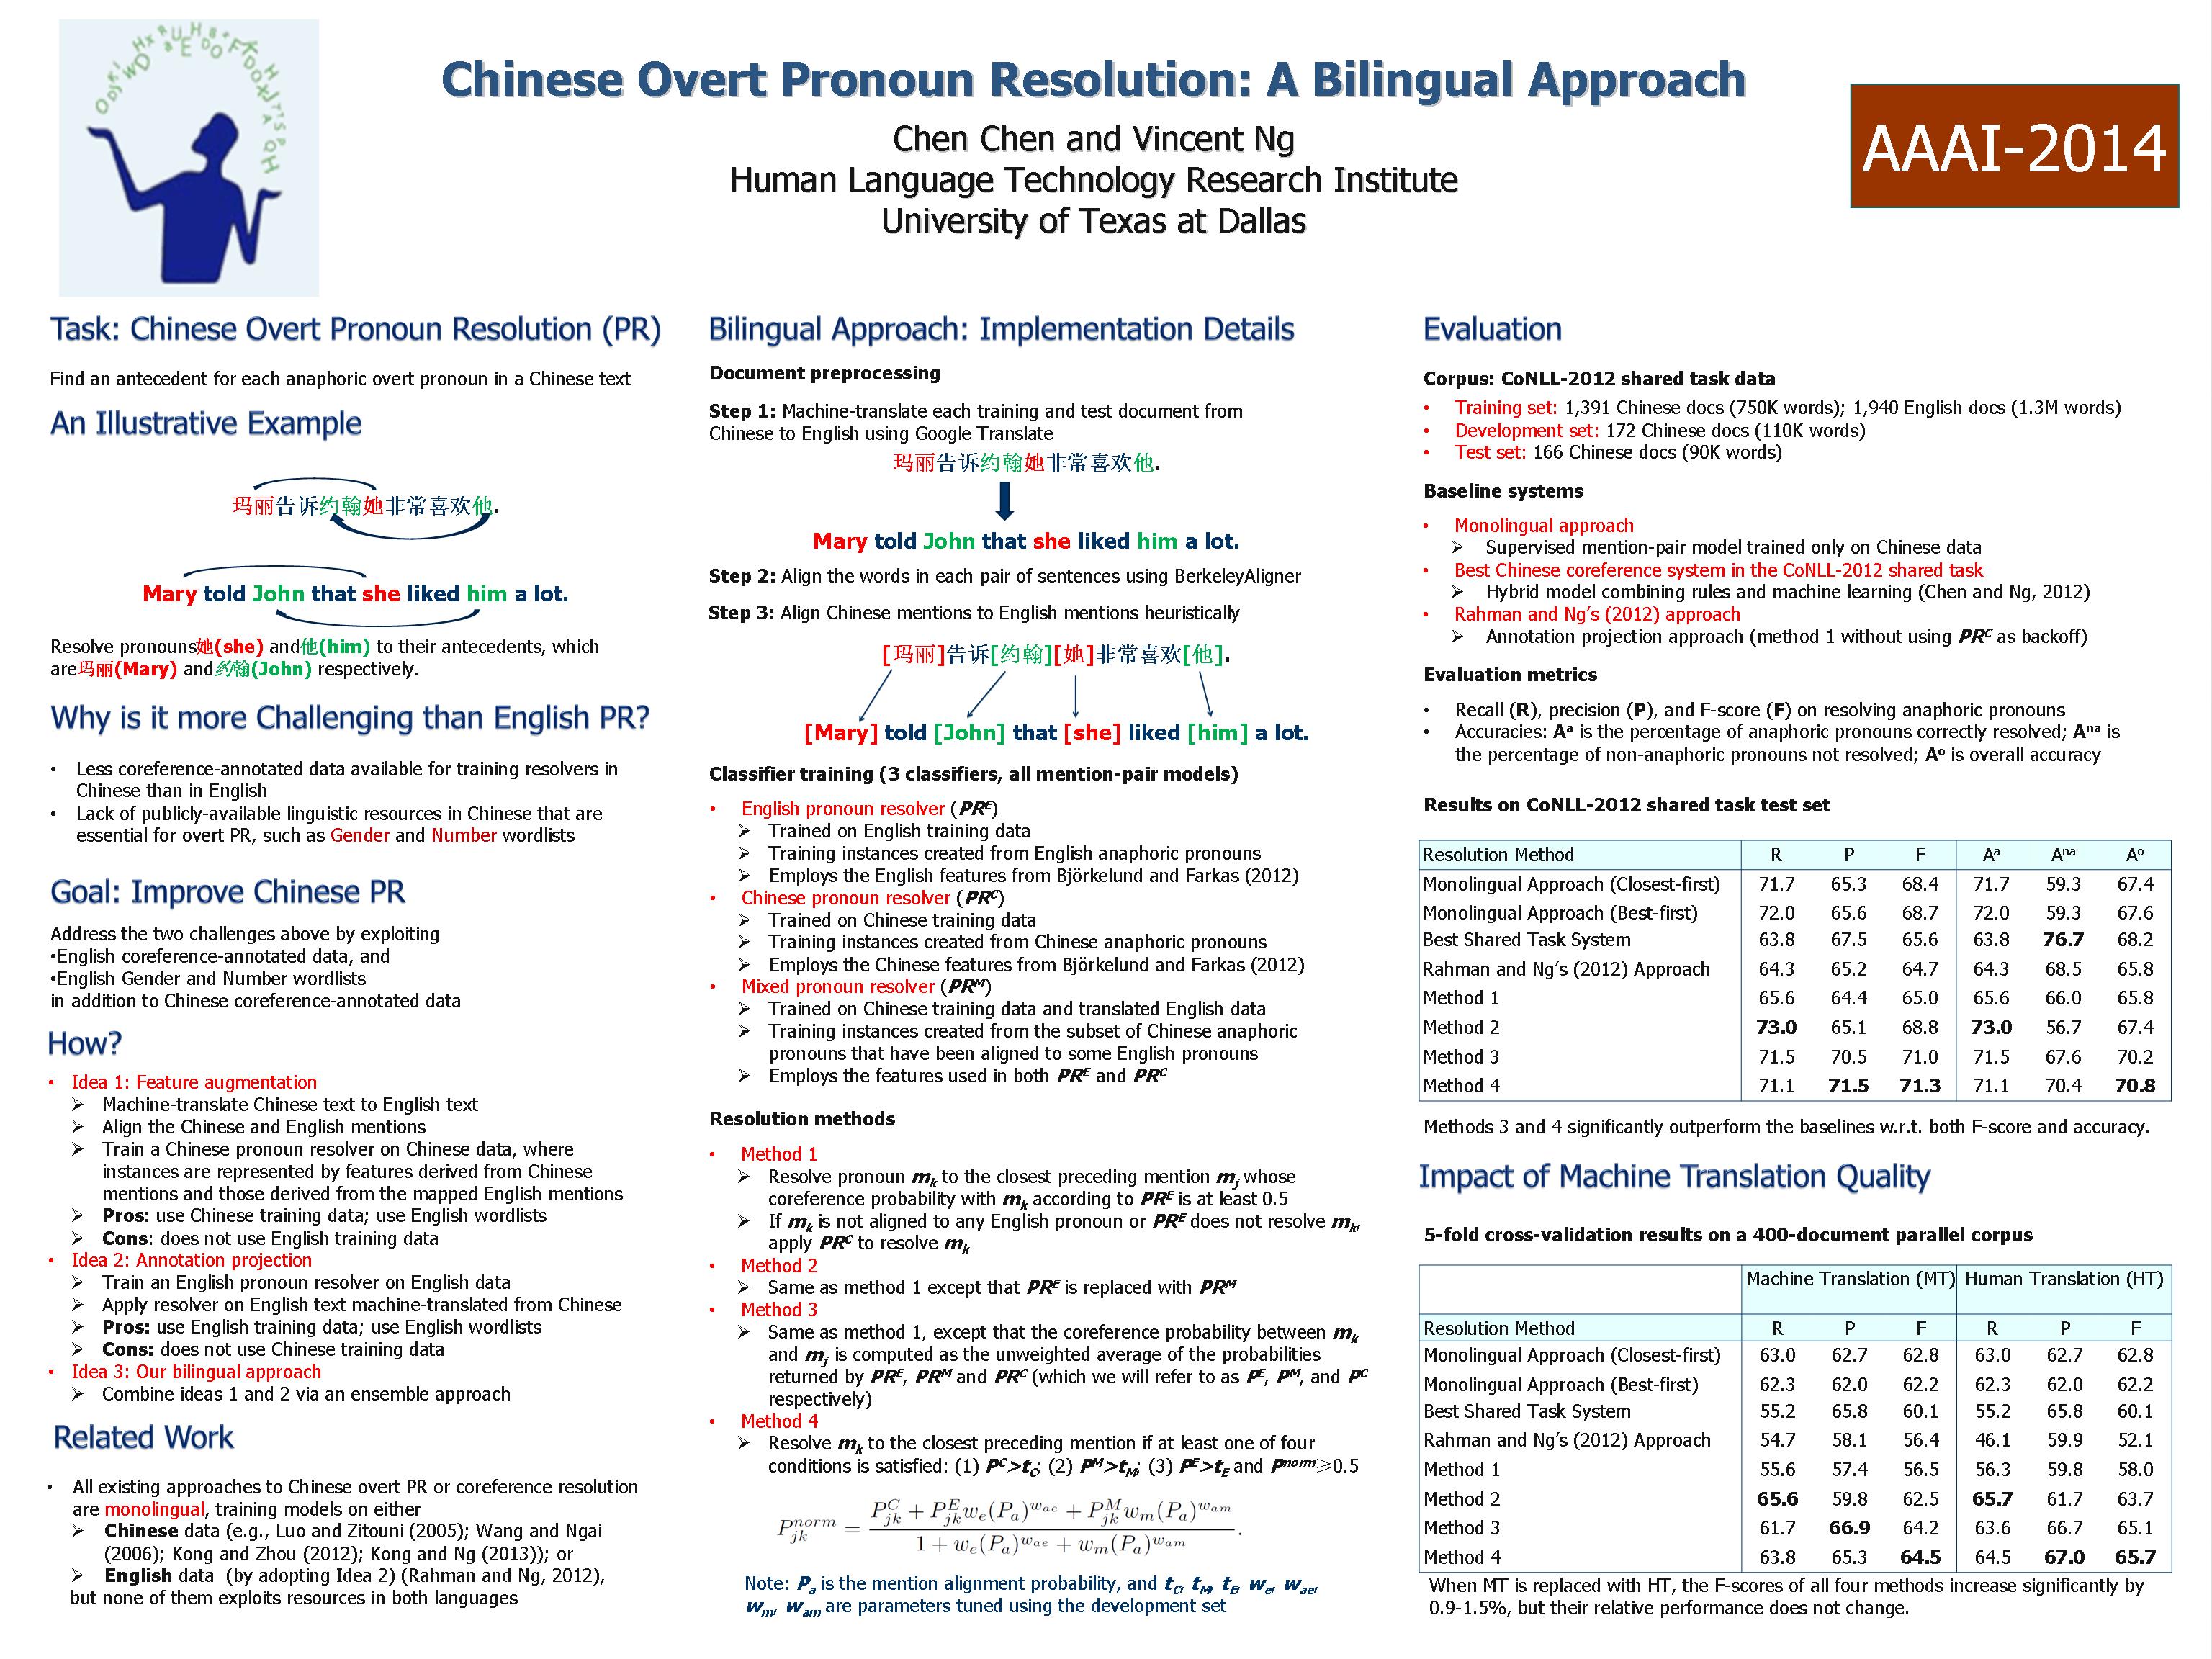 Chinese Overt Pronoun Resolution: A Bilingual Approach
Chen Chen and Vincent Ng
Human Language Technology Research Institute
University of Texas at Dallas
AAAI-2014
Task: Chinese Overt Pronoun Resolution (PR)
Find an antecedent for each anaphoric overt pronoun in a Chinese text
An Illustrative Example
玛丽告诉约翰她非常喜欢他.
Mary told John that she liked him a lot.
Resolve pronouns她(she) and他(him) to their antecedents, which
are玛丽(Mary) and约翰(John) respectively.
Why is it more Challenging than English PR?
• Less coreference-annotated data available for training resolvers in
Chinese than in English
• Lack of publicly-available linguistic resources in Chinese that are
essential for overt PR, such as Gender and Number wordlists
Goal: Improve Chinese PR
Address the two challenges above by exploiting
•English coreference-annotated data, and
•English Gender and Number wordlists
in addition to Chinese coreference-annotated data
How?
• Idea 1: Feature augmentation
➢ Machine-translate Chinese text to English text
➢ Align the Chinese and English mentions
➢ Train a Chinese pronoun resolver on Chinese data, where
instances are represented by features derived from Chinese
mentions and those derived from the mapped English mentions
➢ Pros: use Chinese training data; use English wordlists
➢ Cons: does not use English training data
• Idea 2: Annotation projection
➢ Train an English pronoun resolver on English data
➢ Apply resolver on English text machine-translated from Chinese
➢ Pros: use English training data; use English wordlists
➢ Cons: does not use Chinese training data
• Idea 3: Our bilingual approach
➢ Combine ideas 1 and 2 via an ensemble approach
Related Work
• All existing approaches to Chinese overt PR or coreference resolution
are monolingual, training models on either
➢ Chinese data (e.g., Luo and Zitouni (2005); Wang and Ngai
(2006); Kong and Zhou (2012); Kong and Ng (2013)); or
➢ English data (by adopting Idea 2) (Rahman and Ng, 2012),
but none of them exploits resources in both languages
Bilingual Approach: Implementation Details
Document preprocessing
Step 1: Machine-translate each training and test document from
Chinese to English using Google Translate
玛丽告诉约翰她非常喜欢他.
Mary told John that she liked him a lot.
Step 2: Align the words in each pair of sentences using BerkeleyAligner
Step 3: Align Chinese mentions to English mentions heuristically
[玛丽]告诉[约翰][她]非常喜欢[他].
[Mary] told [John] that [she] liked [him] a lot.
Classifier training (3 classifiers, all mention-pair models)
• English pronoun resolver (PR^E)
➢ Trained on English training data
➢ Training instances created from English anaphoric pronouns
➢ Employs the English features from Björkelund and Farkas (2012)
• Chinese pronoun resolver (PR^C)
➢ Trained on Chinese training data
➢ Training instances created from Chinese anaphoric pronouns
➢ Employs the Chinese features from Björkelund and Farkas (2012)
• Mixed pronoun resolver (PR^M)
➢ Trained on Chinese training data and translated English data
➢ Training instances created from the subset of Chinese anaphoric
pronouns that have been aligned to some English pronouns
➢ Employs the features used in both PR^E and PR^C
Resolution methods
• Method 1
➢ Resolve pronoun m_k to the closest preceding mention m_j whose
coreference probability with m_k according to PR^E is at least 0.5
➢ If m_k is not aligned to any English pronoun or PR^E does not resolve m_k,
apply PR^C to resolve m_k
• Method 2
➢ Same as method 1 except that PR^E is replaced with PR^M
• Method 3
➢ Same as method 1, except that the coreference probability between m_k
and m_j is computed as the unweighted average of the probabilities
returned by PR^E, PR^M and PR^C (which we will refer to as P^E, P^M, and P^C
respectively)
• Method 4
➢ Resolve m_k to the closest preceding mention if at least one of four
conditions is satisfied: (1) P^C>t_C; (2) P^M>t_M; (3) P^E>t_E and P^norm⩾0.5
P_jk^norm = (P_jk^C + P_jk^E w_e(P_a)^w_ae + P_jk^M w_m(P_a)^w_am) / (1 + w_e(P_a)^w_ae + w_m(P_a)^w_am).
Note: P_a is the mention alignment probability, and t_C, t_M, t_E, w_e, w_ae,
w_m, w_am are parameters tuned using the development set
Evaluation
Corpus: CoNLL-2012 shared task data
• Training set: 1,391 Chinese docs (750K words); 1,940 English docs (1.3M words)
• Development set: 172 Chinese docs (110K words)
• Test set: 166 Chinese docs (90K words)
Baseline systems
• Monolingual approach
➢ Supervised mention-pair model trained only on Chinese data
• Best Chinese coreference system in the CoNLL-2012 shared task
➢ Hybrid model combining rules and machine learning (Chen and Ng, 2012)
• Rahman and Ng's (2012) approach
➢ Annotation projection approach (method 1 without using PR^C as backoff)
Evaluation metrics
• Recall (R), precision (P), and F-score (F) on resolving anaphoric pronouns
• Accuracies: A^a is the percentage of anaphoric pronouns correctly resolved; A^na is
the percentage of non-anaphoric pronouns not resolved; A^o is overall accuracy
Results on CoNLL-2012 shared task test set
Resolution Method R P F A^a A^na A^o
Monolingual Approach (Closest-first) 71.7 65.3 68.4 71.7 59.3 67.4
Monolingual Approach (Best-first) 72.0 65.6 68.7 72.0 59.3 67.6
Best Shared Task System 63.8 67.5 65.6 63.8 76.7 68.2
Rahman and Ng's (2012) Approach 64.3 65.2 64.7 64.3 68.5 65.8
Method 1 65.6 64.4 65.0 65.6 66.0 65.8
Method 2 73.0 65.1 68.8 73.0 56.7 67.4
Method 3 71.5 70.5 71.0 71.5 67.6 70.2
Method 4 71.1 71.5 71.3 71.1 70.4 70.8
Methods 3 and 4 significantly outperform the baselines w.r.t. both F-score and accuracy.
Impact of Machine Translation Quality
5-fold cross-validation results on a 400-document parallel corpus
Machine Translation (MT) Human Translation (HT)
Resolution Method R P F R P F
Monolingual Approach (Closest-first) 63.0 62.7 62.8 63.0 62.7 62.8
Monolingual Approach (Best-first) 62.3 62.0 62.2 62.3 62.0 62.2
Best Shared Task System 55.2 65.8 60.1 55.2 65.8 60.1
Rahman and Ng's (2012) Approach 54.7 58.1 56.4 46.1 59.9 52.1
Method 1 55.6 57.4 56.5 56.3 59.8 58.0
Method 2 65.6 59.8 62.5 65.7 61.7 63.7
Method 3 61.7 66.9 64.2 63.6 66.7 65.1
Method 4 63.8 65.3 64.5 64.5 67.0 65.7
When MT is replaced with HT, the F-scores of all four methods increase significantly by
0.9-1.5%, but their relative performance does not change.